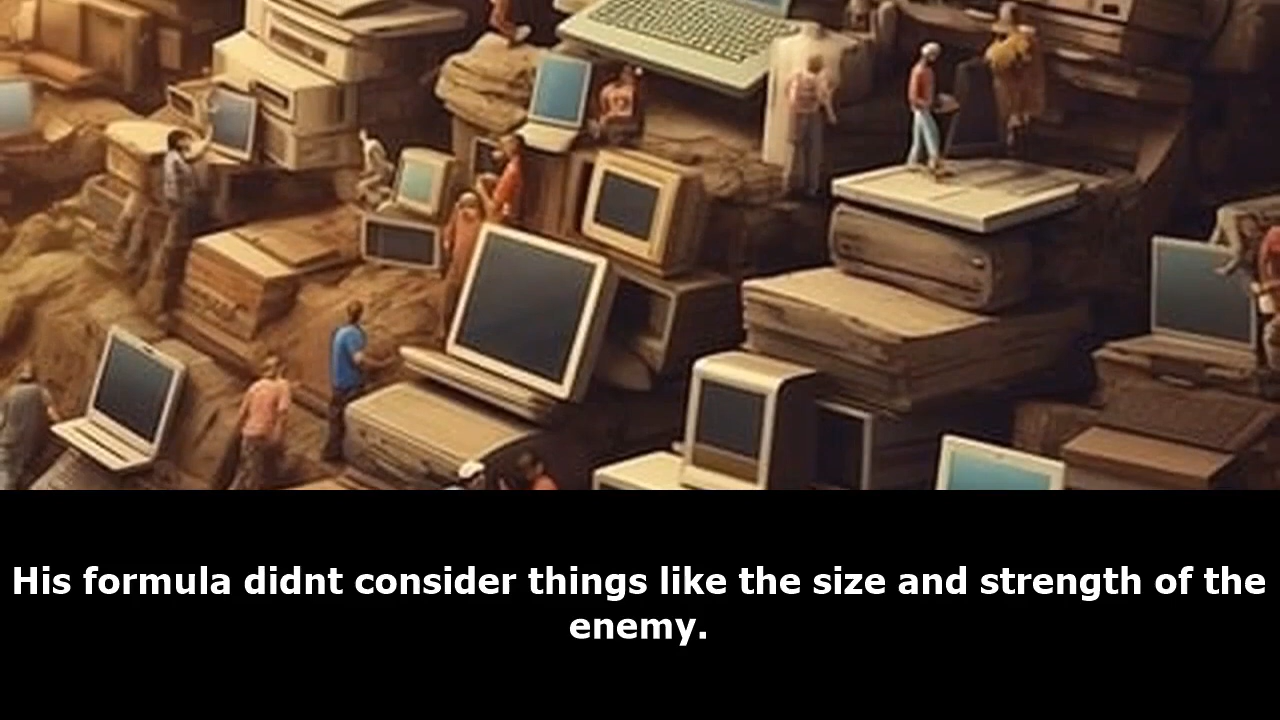 His formula didnt consider things like the size and strength of the
enemy.